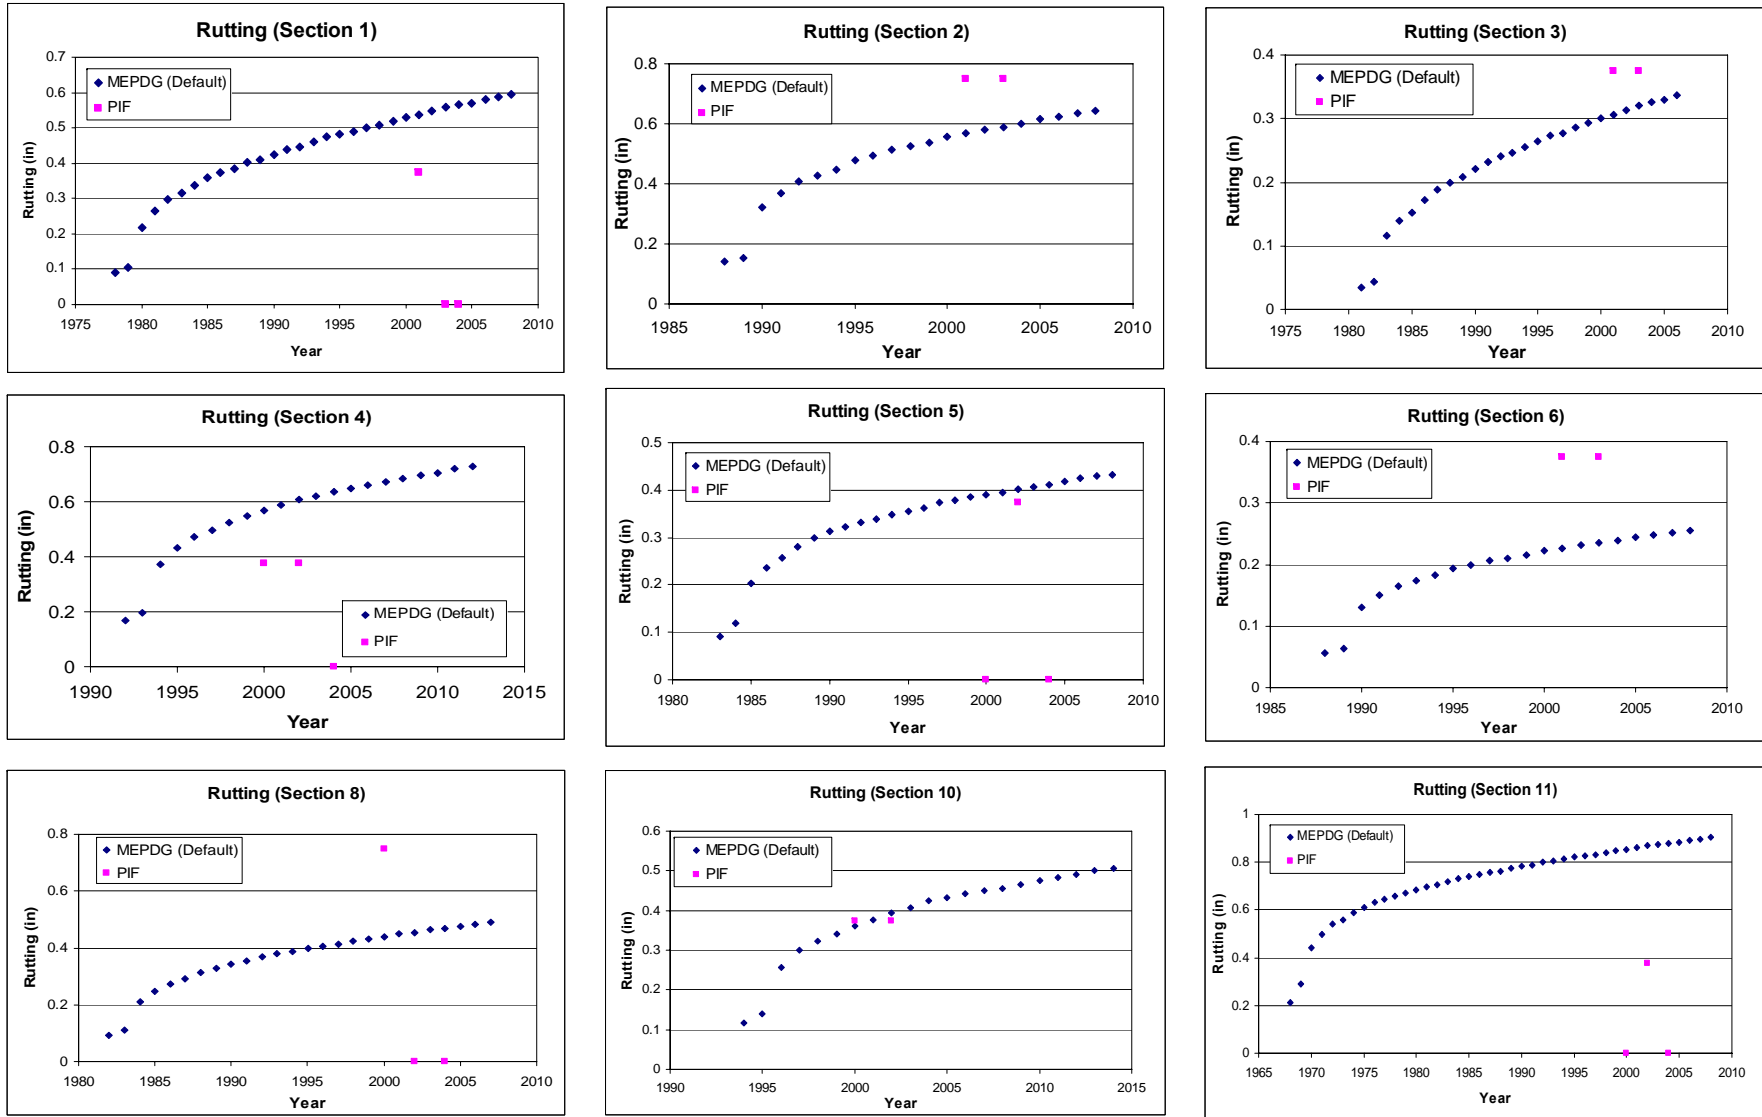 Rutting (Section 1)
0.7
0.6
0.5
0.4
0.3
0.2
0.1
0
Rutting (in)
MEPDG (Default)
PIF
1975 1980 1985 1990 1995 2000 2005 2010
Year
Rutting (Section 2)
0.8
0.6
0.4
0.2
0
Rutting (in)
MEPDG (Default)
PIF
1985 1990 1995 2000 2005 2010
Year
Rutting (Section 3)
0.4
0.3
0.2
0.1
0
Rutting (in)
MEPDG (Default)
PIF
1975 1980 1985 1990 1995 2000 2005 2010
Year
Rutting (Section 4)
0.8
0.6
0.4
0.2
0
Rutting (in)
MEPDG (Default)
PIF
1990 1995 2000 2005 2010 2015
Year
Rutting (Section 5)
0.5
0.4
0.3
0.2
0.1
0
Rutting (in)
MEPDG (Default)
PIF
1980 1985 1990 1995 2000 2005 2010
Year
Rutting (Section 6)
0.4
0.3
0.2
0.1
0
Rutting (in)
MEPDG (Default)
PIF
1985 1990 1995 2000 2005 2010
Year
Rutting (Section 8)
0.8
0.6
0.4
0.2
0
Rutting (in)
MEPDG (Default)
PIF
1980 1985 1990 1995 2000 2005 2010
Year
Rutting (Section 10)
0.6
0.5
0.4
0.3
0.2
0.1
0
Rutting (in)
MEPDG (Default)
PIF
1990 1995 2000 2005 2010 2015
Year
Rutting (Section 11)
1
0.8
0.6
0.4
0.2
0
Rutting (in)
MEPDG (Default)
PIF
1965 1970 1975 1980 1985 1990 1995 2000 2005 2010
Year